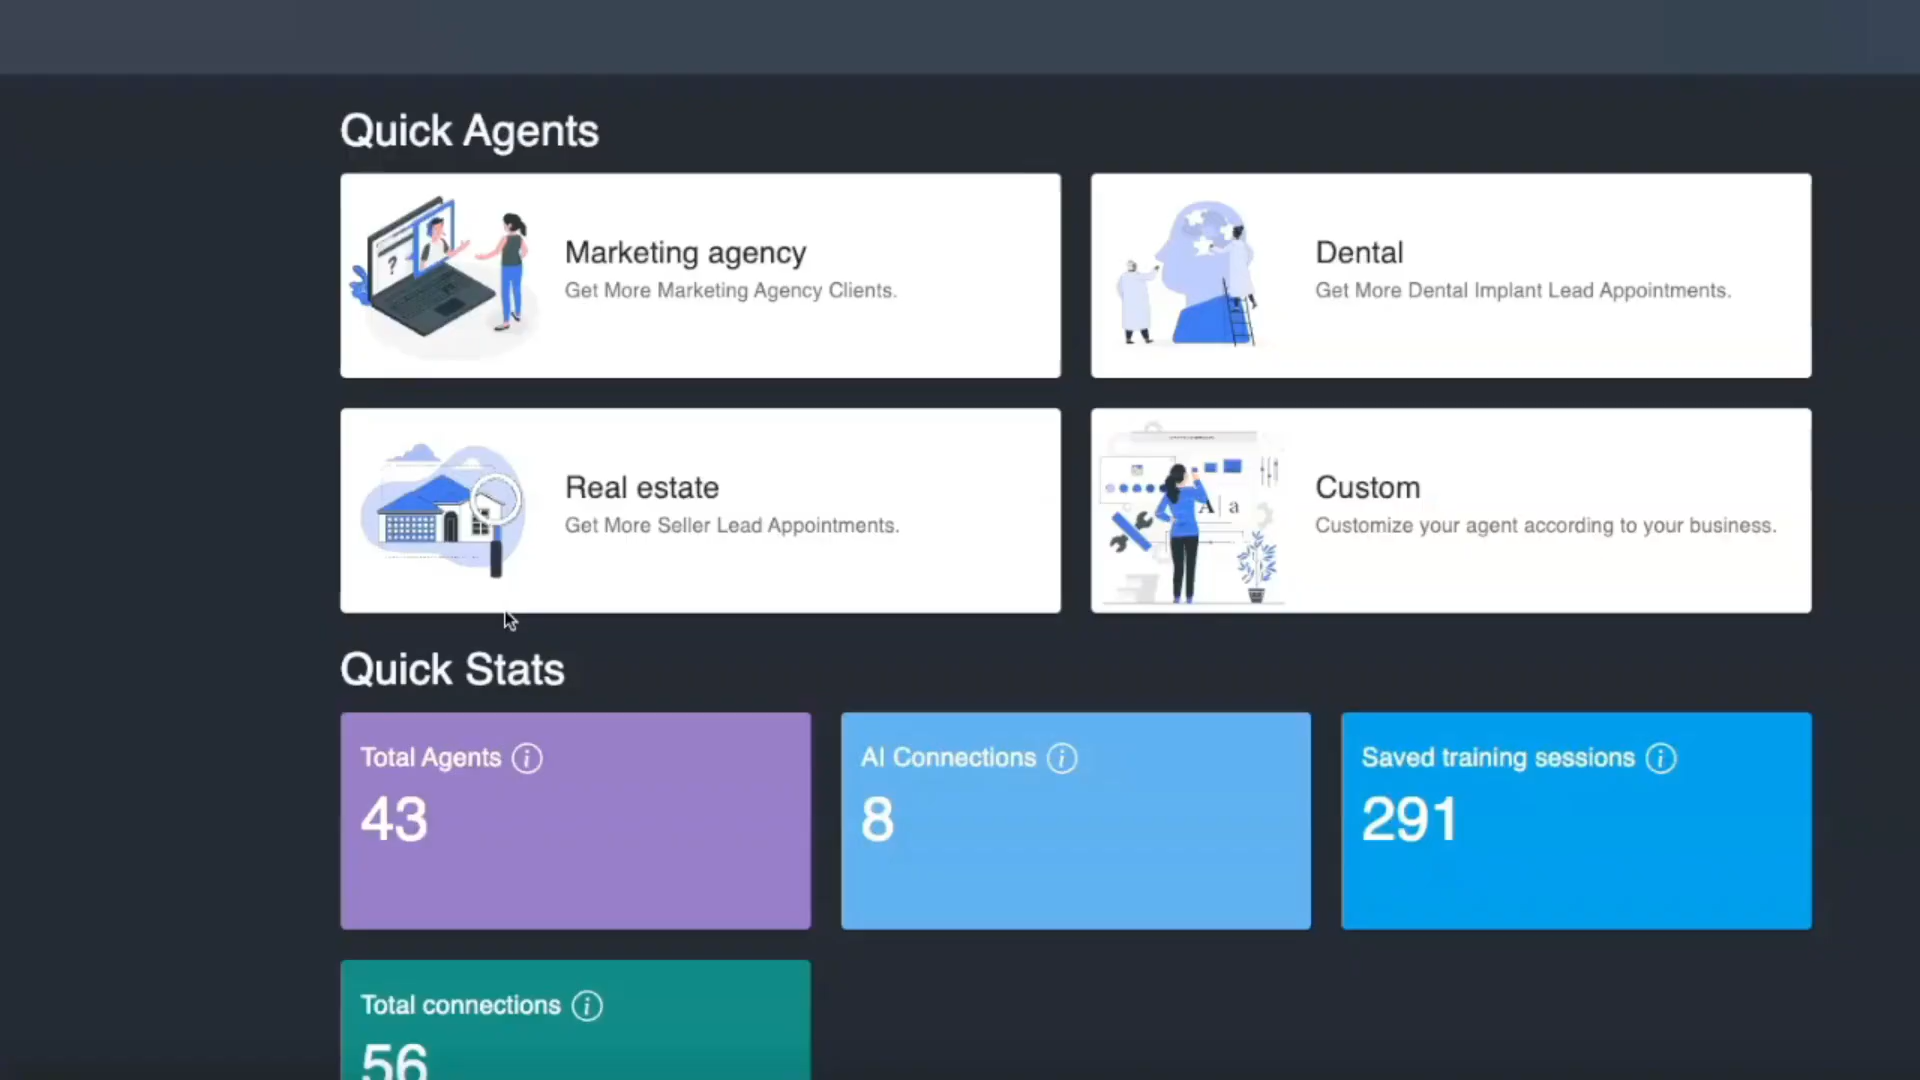 Quick Agents
Marketing agency
Get More Marketing Agency Clients.
Dental
Get More Dental Implant Lead Appointments.
?
Real estate
Get More Seller Lead Appointments.
Custom
Customize your agent according to your business.
A a
Quick Stats
Total Agents
43
AI Connections
8
Saved training sessions
291
Total connections
56